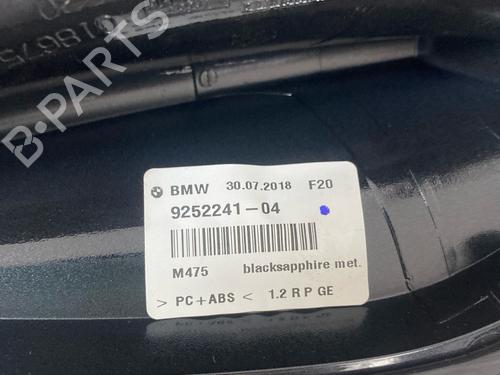 BMW 30.07.2018 F20
9252241-04
M475 blacksapphire met.
> PC+ABS < 1.2 R P GE
B-PARTS